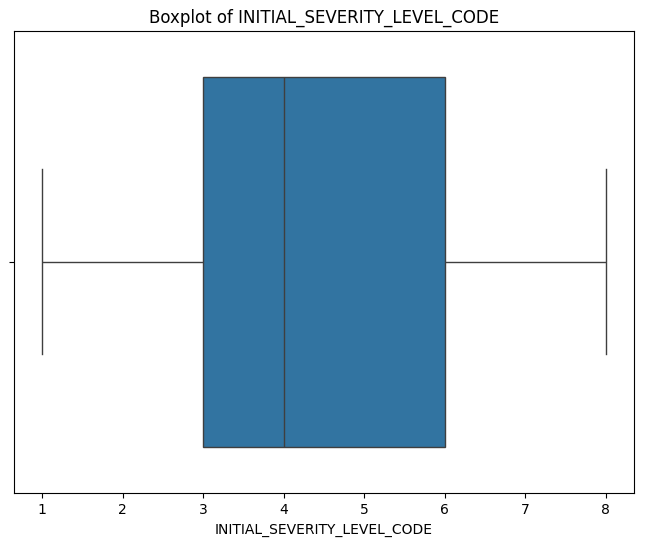 Boxplot of INITIAL_SEVERITY_LEVEL_CODE
1 2 3 4 5 6 7 8
INITIAL_SEVERITY_LEVEL_CODE